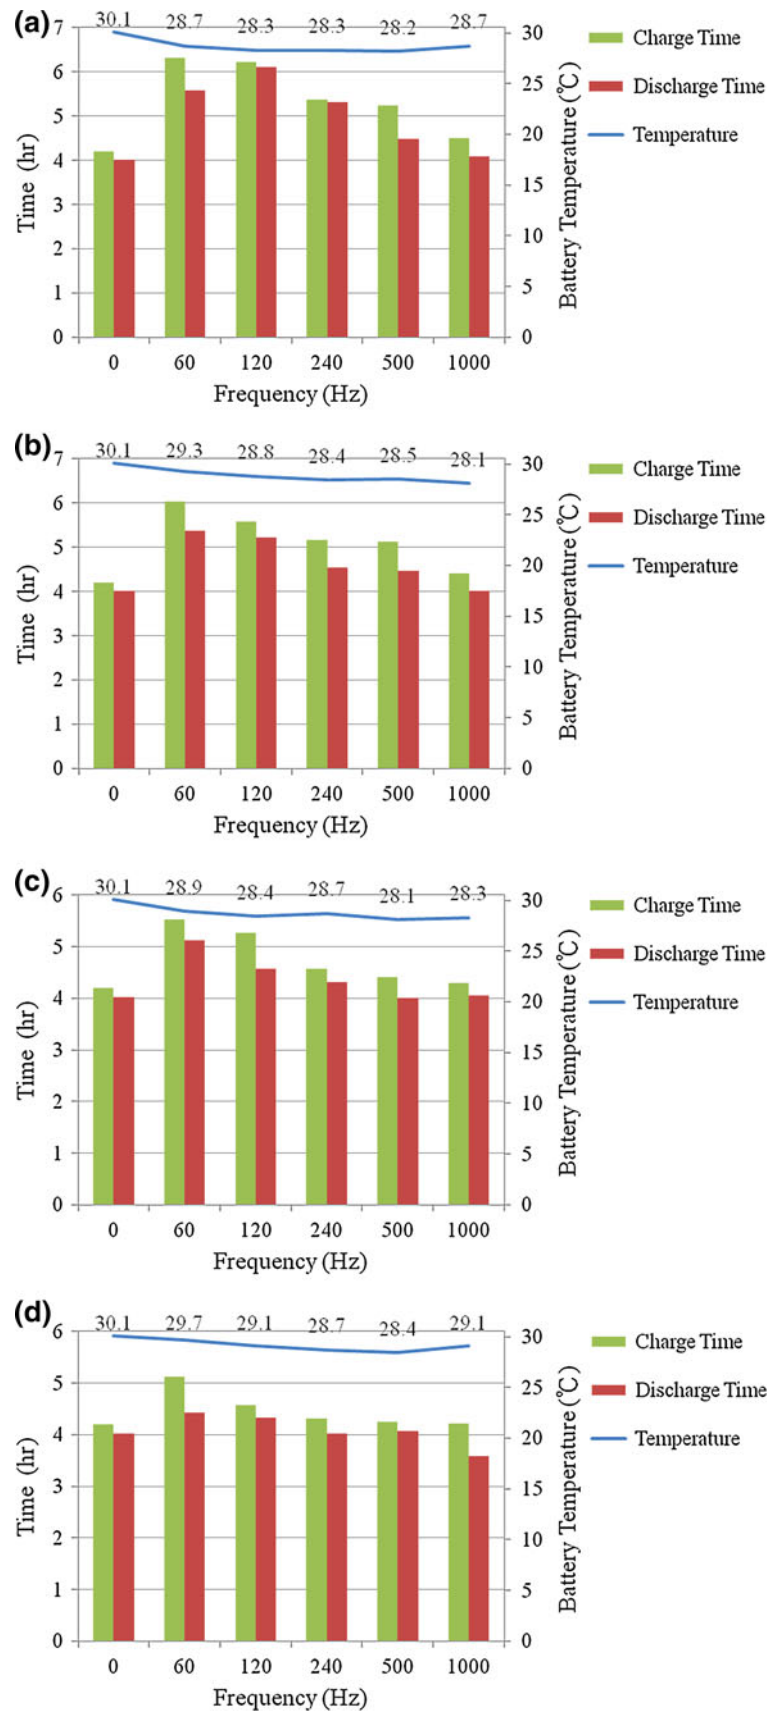 (a)
30.1 28.7 28.3 28.3 28.2 28.7
7
6
5
4
3
2
1
0
Time (hr)
0 60 120 240 500 1000
Frequency (Hz)
30
25
20
15
10
5
0
Battery Temperature (℃)
Charge Time
Discharge Time
Temperature
(b)
30.1 29.3 28.8 28.4 28.5 28.1
7
6
5
4
3
2
1
0
Time (hr)
0 60 120 240 500 1000
Frequency (Hz)
30
25
20
15
10
5
0
Battery Temperature (℃)
Charge Time
Discharge Time
Temperature
(c)
30.1 28.9 28.4 28.7 28.1 28.3
6
5
4
3
2
1
0
Time (hr)
0 60 120 240 500 1000
Frequency (Hz)
30
25
20
15
10
5
0
Battery Temperature (℃)
Charge Time
Discharge Time
Temperature
(d)
30.1 29.7 29.1 28.7 28.4 29.1
6
5
4
3
2
1
0
Time (hr)
0 60 120 240 500 1000
Frequency (Hz)
30
25
20
15
10
5
0
Battery Temperature (℃)
Charge Time
Discharge Time
Temperature